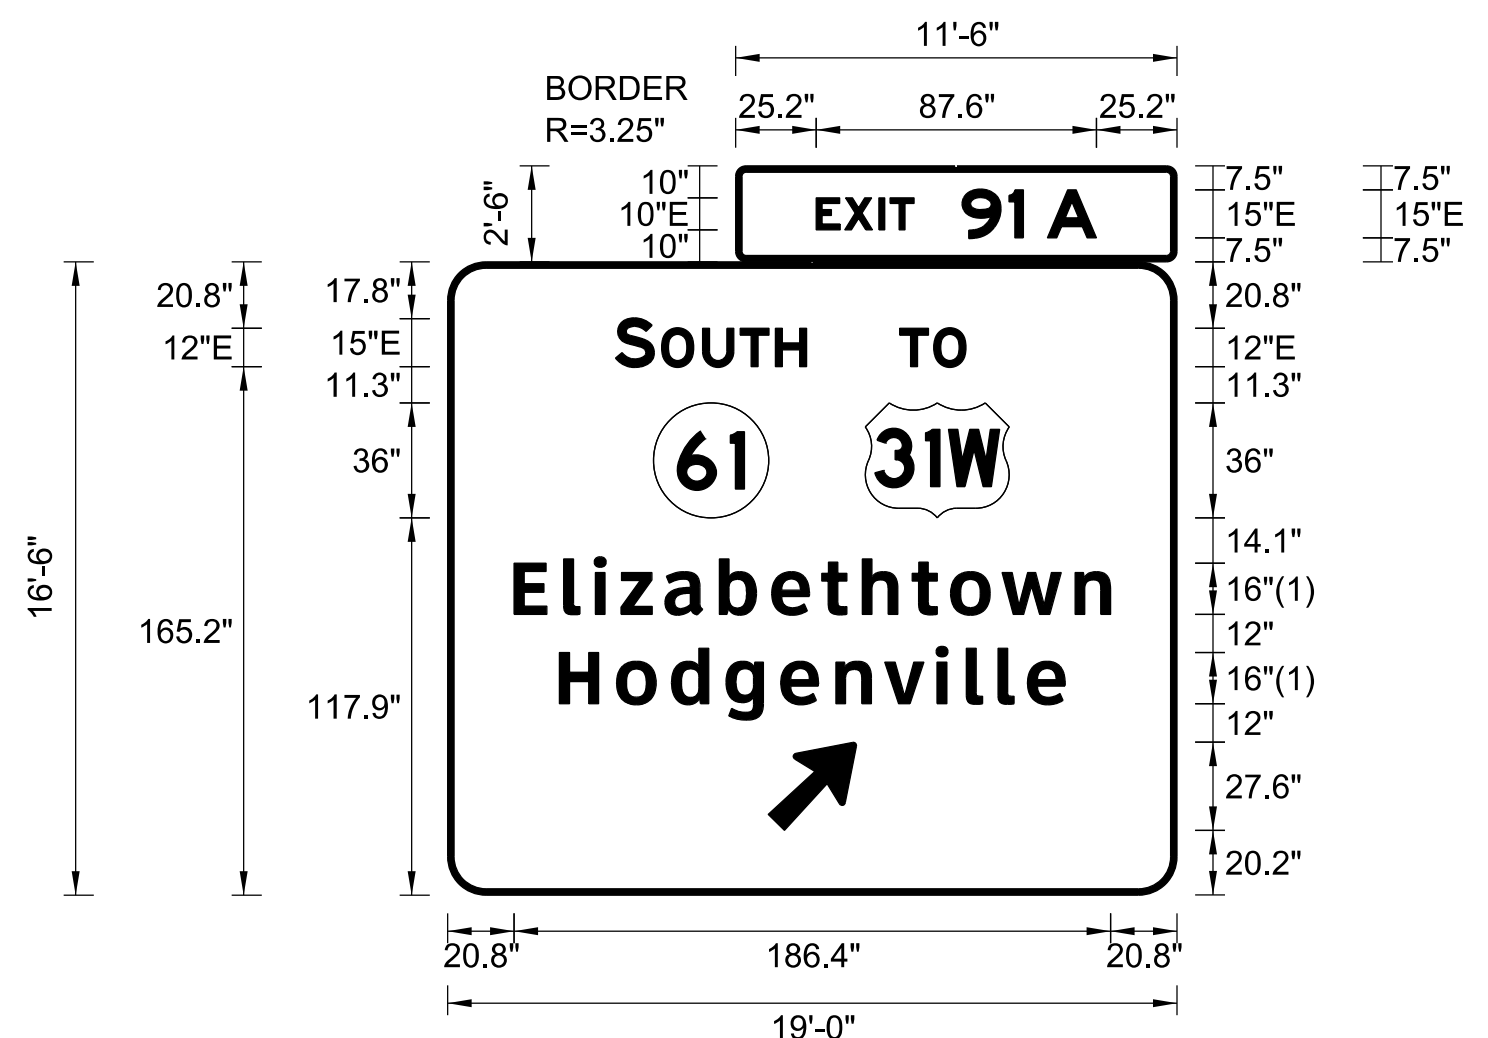 11'-6"
BORDER
R=3.25"
25.2" 87.6" 25.2"
2'-6"
10"
10"E
10"
EXIT 91 A
7.5"
15"E
7.5"
7.5"
15"E
7.5"
16'-6"
20.8"
12"E
165.2"
17.8"
15"E
11.3"
36"
117.9"
SOUTH TO
61 31W
Elizabethtown
Hodgenville
20.8"
12"E
11.3"
36"
14.1"
16"(1)
12"
16"(1)
12"
27.6"
20.2"
20.8" 186.4" 20.8"
19'-0"